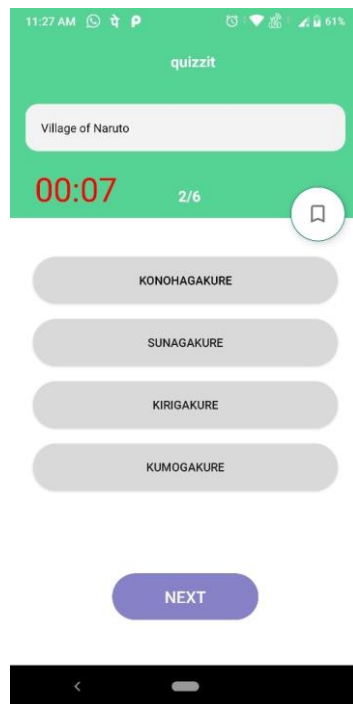 11:27 AM पे P 61%
quizzit
Village of Naruto
00:07 2/6
KONOHAGAKURE
SUNAGAKURE
KIRIGAKURE
KUMOGAKURE
NEXT